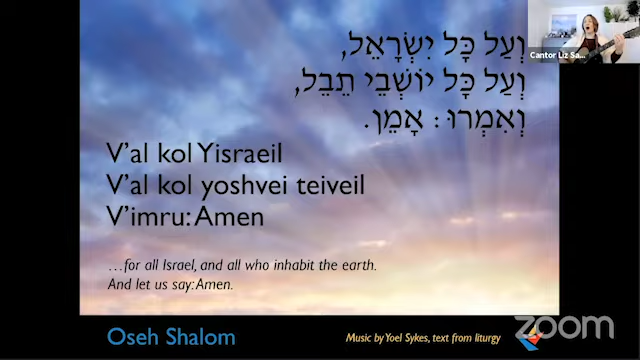 וְעַל כָּל יִשְׂרָאֵל,
וְעַל כָּל יוֹשְׁבֵי תֵבֵל,
וְאִמְרוּ: אָמֵן.
Cantor Liz Sa...
V'al kol Yisraeil
V'al kol yoshvei teiveil
V'imru: Amen
...for all Israel, and all who inhabit the earth.
And let us say: Amen.
Oseh Shalom
Music by Yoel Sykes, text from liturgy
zoom